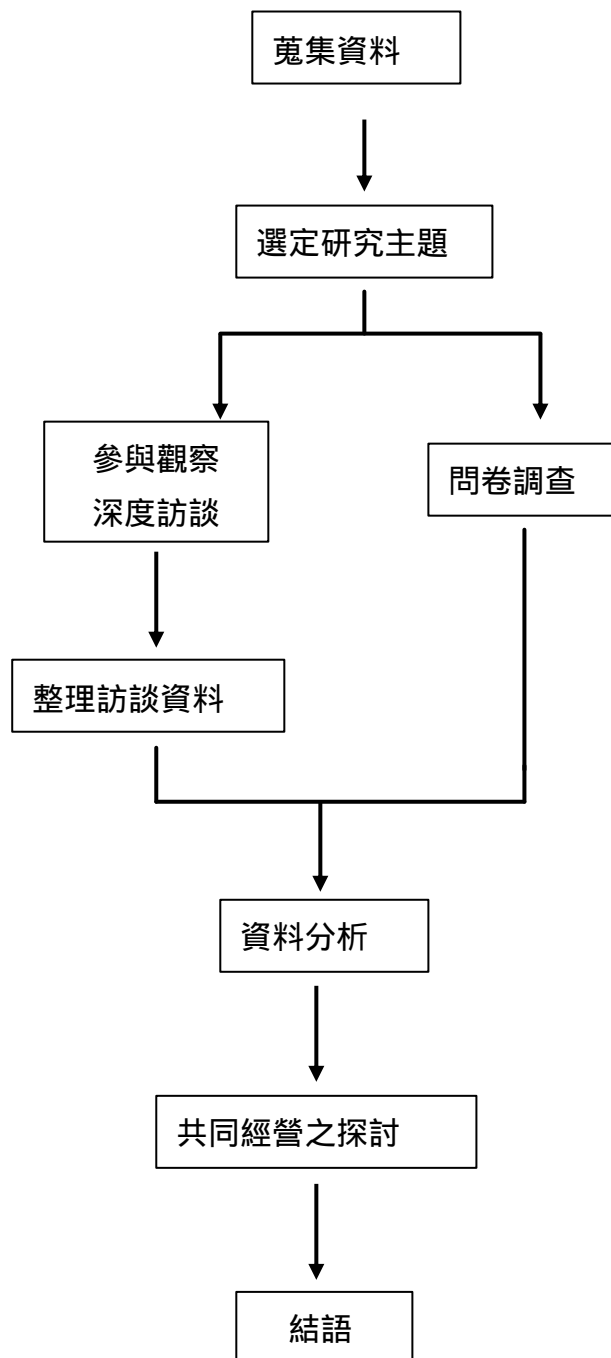 蒐集資料
選定研究主題
參與觀察
深度訪談
問卷調查
整理訪談資料
資料分析
共同經營之探討
結語